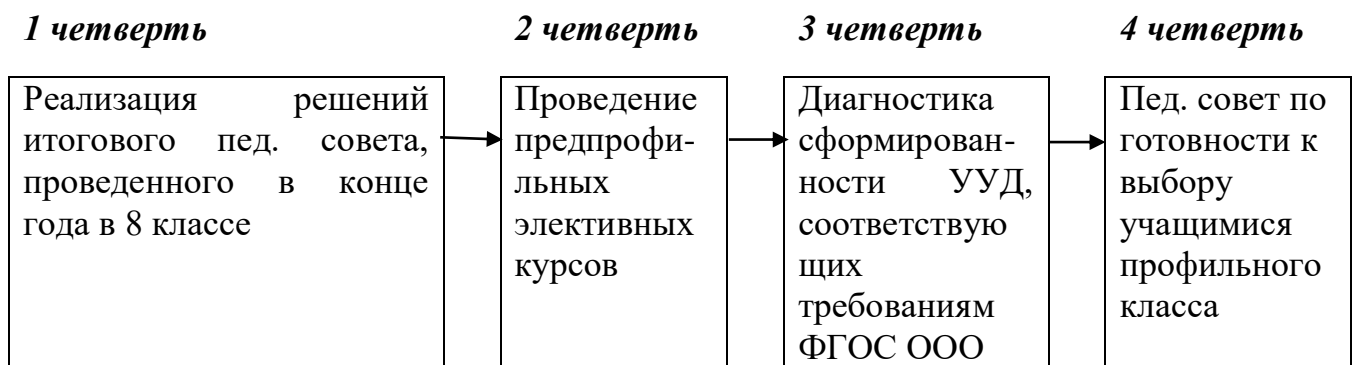 1 четверть
2 четверть
3 четверть
4 четверть
Реализация решений
итогового пед. совета,
проведенного в конце
года в 8 классе
Проведение
предпрофи-
льных
элективных
курсов
Диагностика
сформирован-
ности УУД,
соответствую
щих
требованиям
ФГОС ООО
Пед. совет по
готовности к
выбору
учащимися
профильного
класса